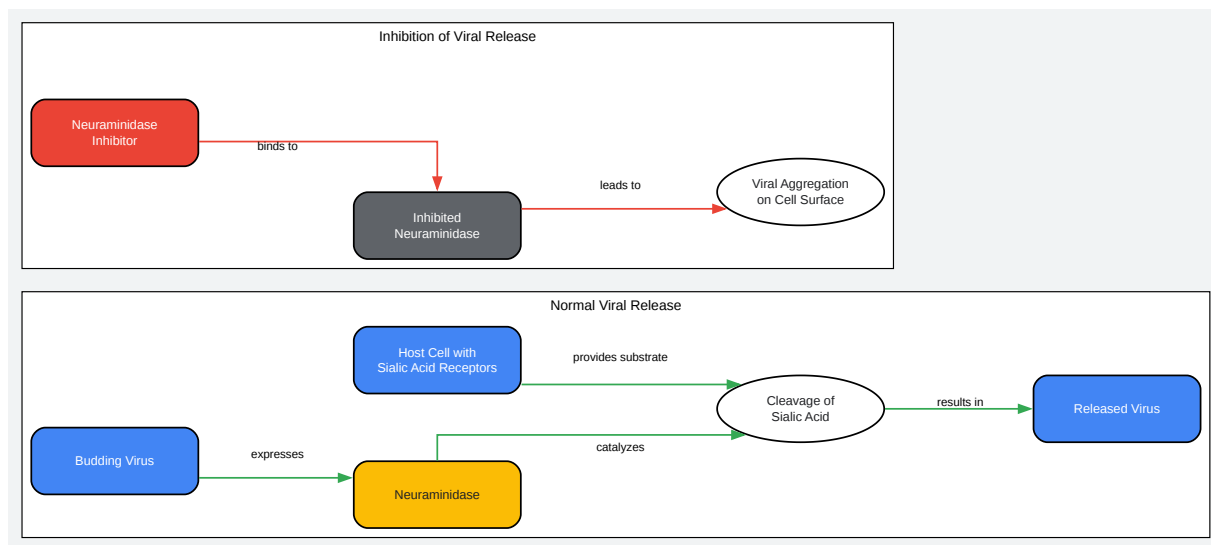 Inhibition of Viral Release
Neuraminidase
Inhibitor
binds to
Inhibited
Neuraminidase
leads to
Viral Aggregation
on Cell Surface
Normal Viral Release
Host Cell with
Sialic Acid Receptors
provides substrate
Cleavage of
Sialic Acid
results in
Released Virus
Budding Virus
expresses
Neuraminidase
catalyzes